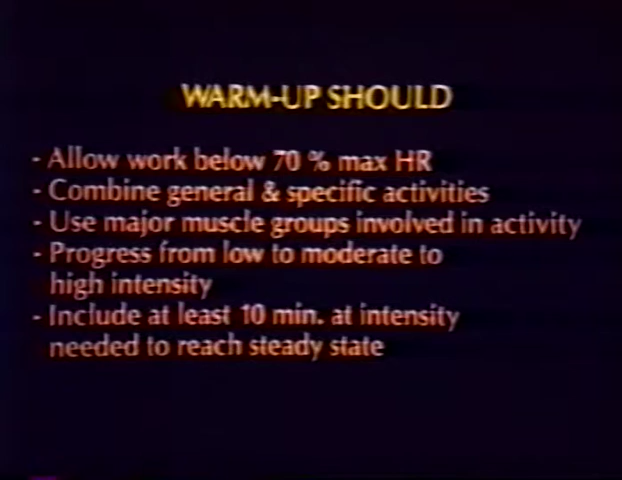 WARM-UP SHOULD
- Allow work below 70 % max HR
- Combine general & specific activities
- Use major muscle groups involved in activity
- Progress from low to moderate to
high intensity
- Include at least 10 min. at intensity
needed to reach steady state